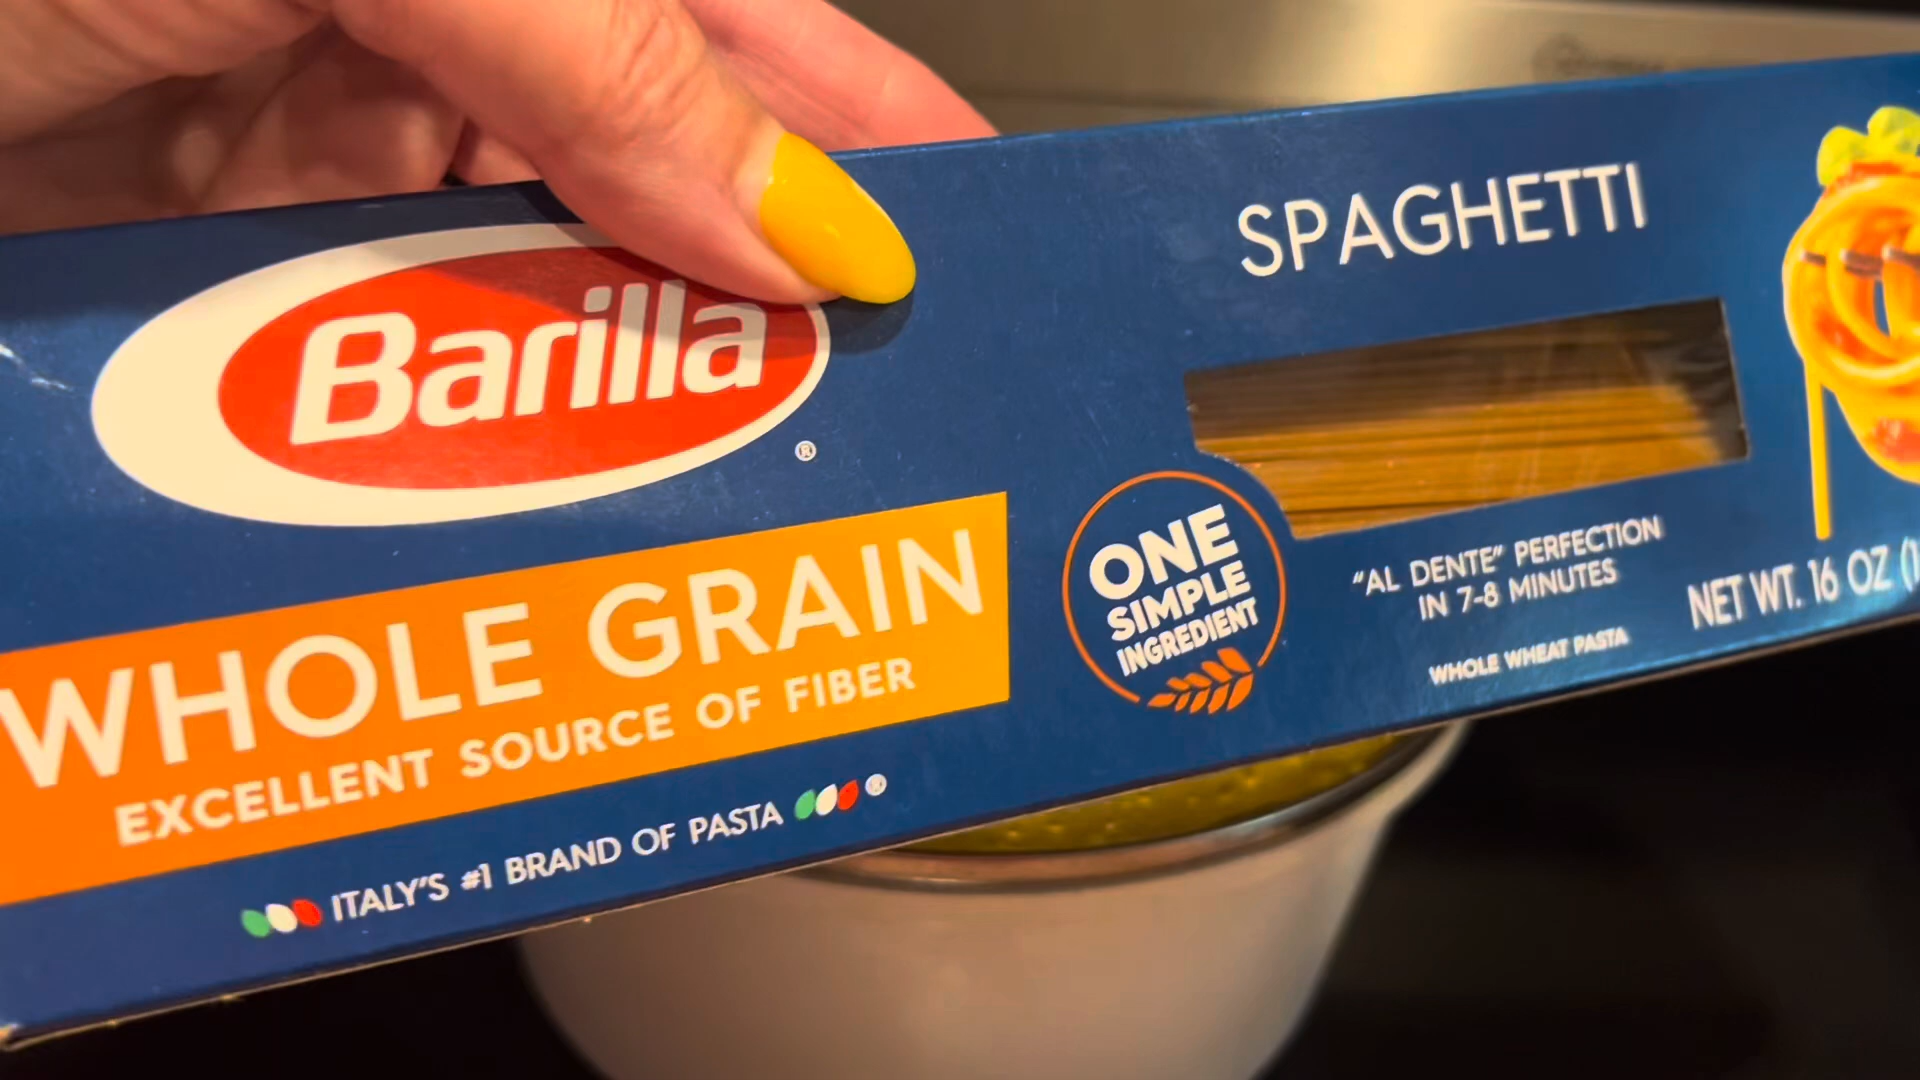 Barilla
®
WHOLE GRAIN
EXCELLENT SOURCE OF FIBER
ITALY'S #1 BRAND OF PASTA ®
SPAGHETTI
ONE
SIMPLE
INGREDIENT
"AL DENTE" PERFECTION
IN 7-8 MINUTES
WHOLE WHEAT PASTA
NET WT. 16 OZ (1